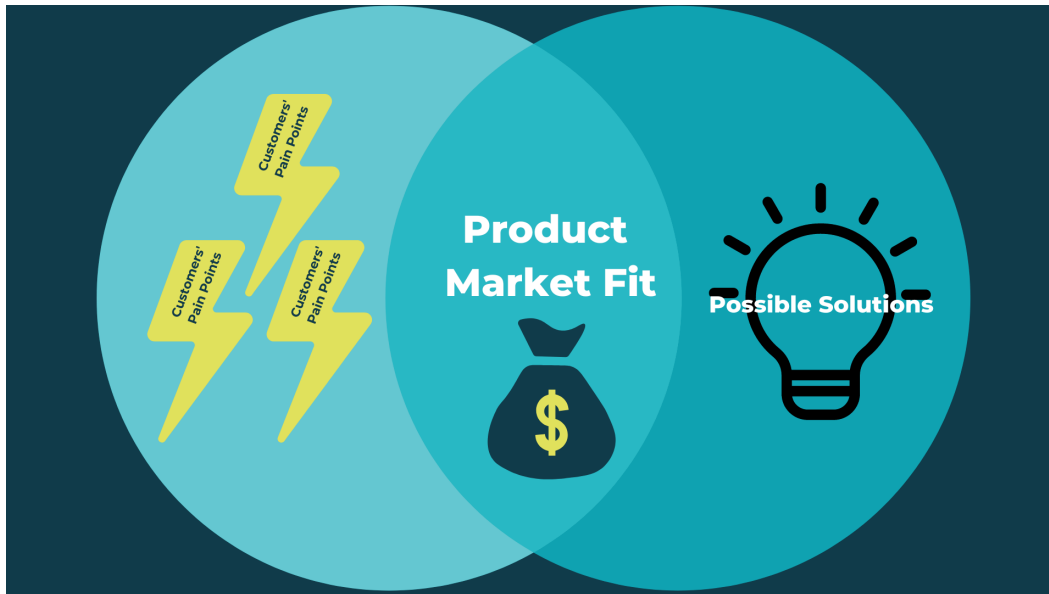 Customers'
Pain Points
Customers'
Pain Points
Customers'
Pain Points
Product
Market Fit
$
Possible Solutions